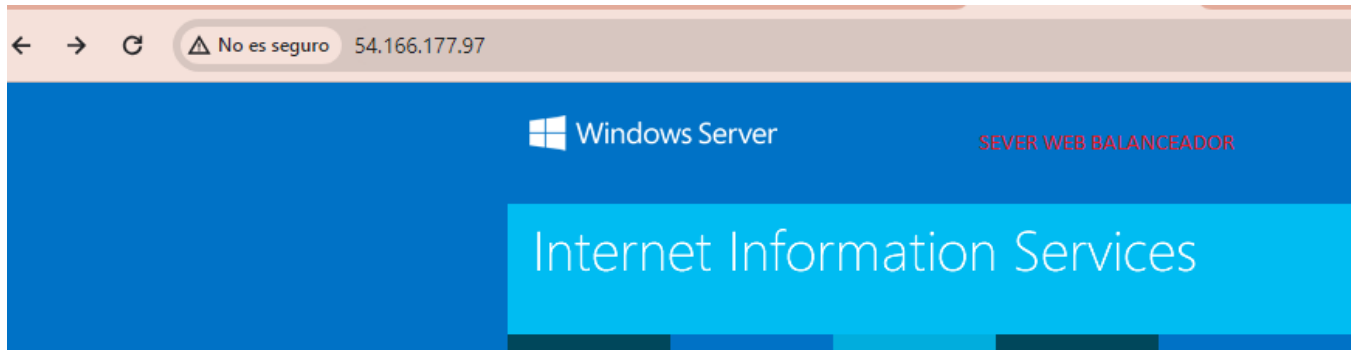 No es seguro 54.166.177.97
Windows Server SEVER WEB BALANCEADOR
Internet Information Services